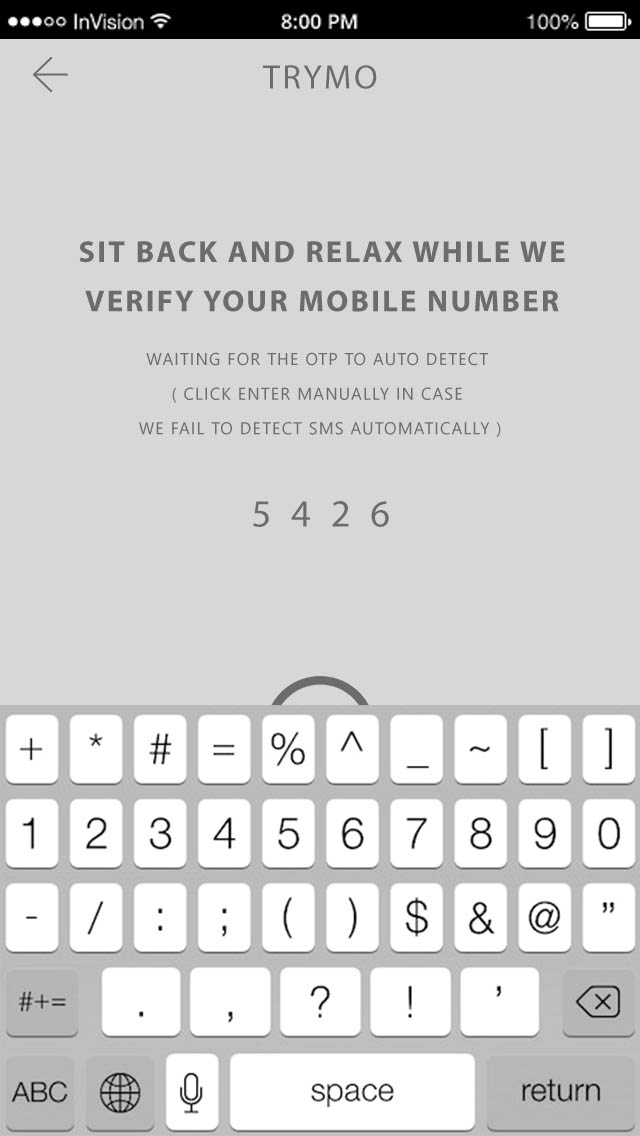 InVision 8:00 PM 100%
TRYMO
SIT BACK AND RELAX WHILE WE
VERIFY YOUR MOBILE NUMBER
WAITING FOR THE OTP TO AUTO DETECT
( CLICK ENTER MANUALLY IN CASE
WE FAIL TO DETECT SMS AUTOMATICALLY )
5 4 2 6
+ * # = % ^ _ ~ [ ]
1 2 3 4 5 6 7 8 9 0
- / : ; ( ) $ & @ ”
#+= . , ? ! ’
ABC space return